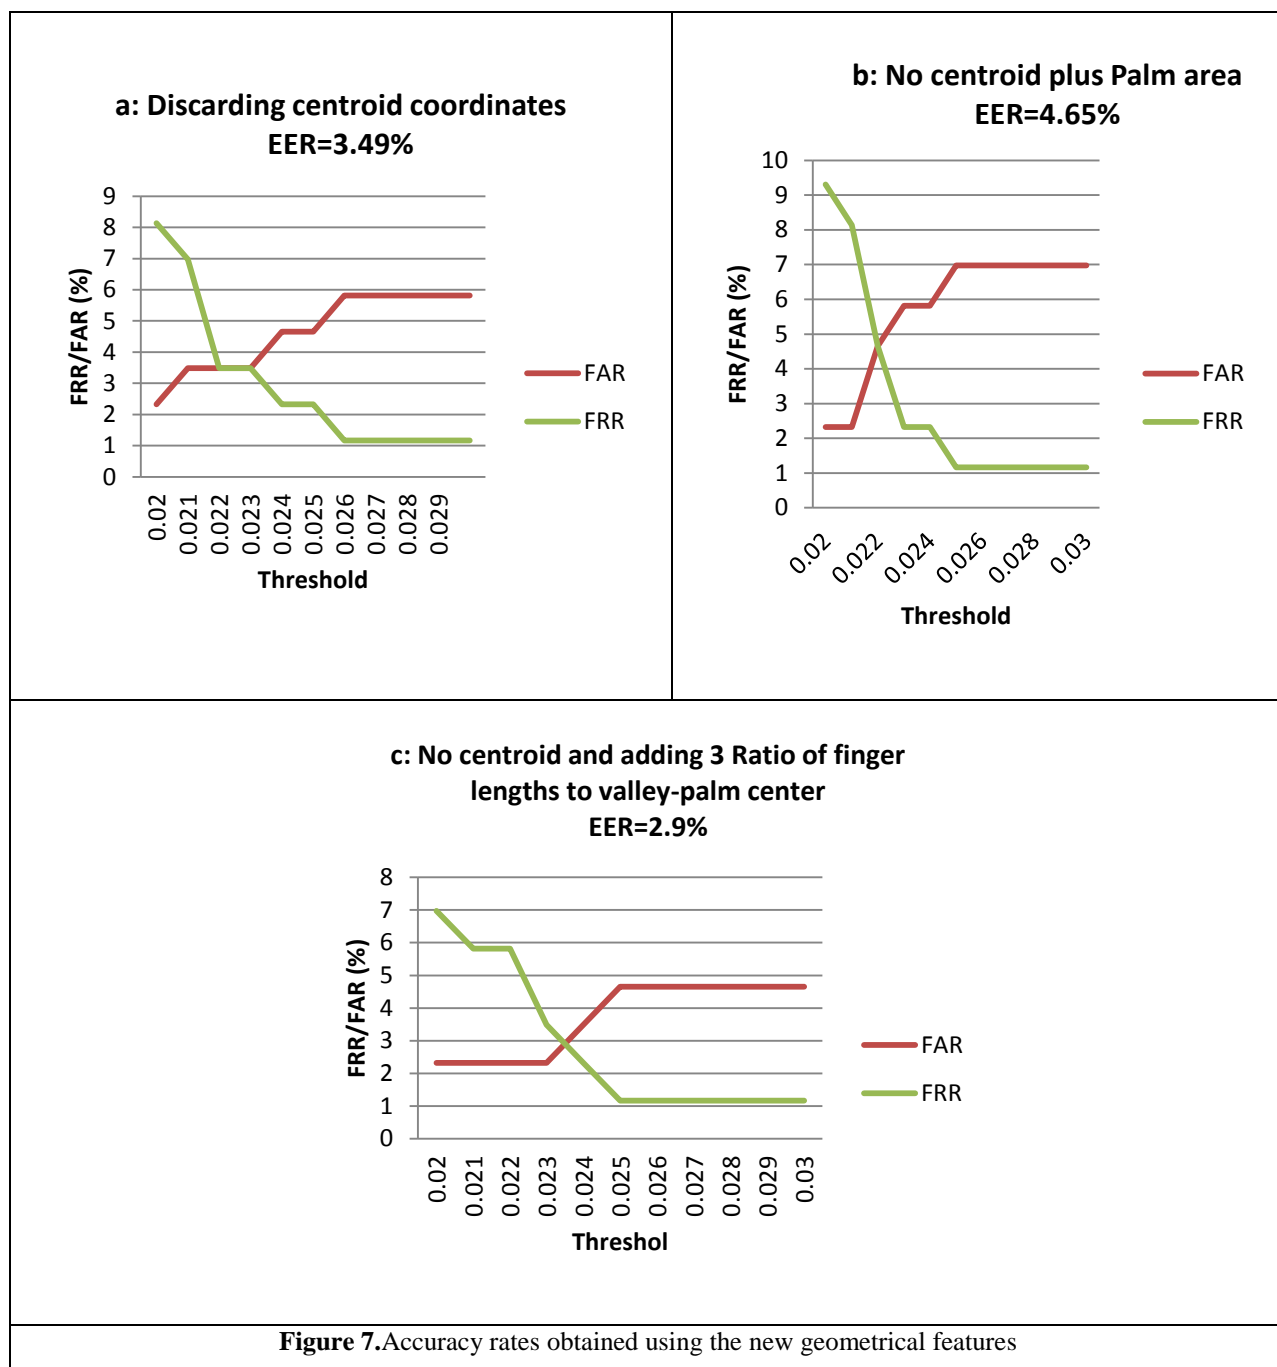 a: Discarding centroid coordinates
EER=3.49%
9
8
7
6
5
4
3
2
1
0
FRR/FAR (%)
0.02
0.021
0.022
0.023
0.024
0.025
0.026
0.027
0.028
0.029
Threshold
FAR
FRR
b: No centroid plus Palm area
EER=4.65%
10
9
8
7
6
5
4
3
2
1
0
FRR/FAR (%)
0.02
0.022
0.024
0.026
0.028
0.03
Threshold
FAR
FRR
c: No centroid and adding 3 Ratio of finger
lengths to valley-palm center
EER=2.9%
8
7
6
5
4
3
2
1
0
FRR/FAR (%)
0.02
0.021
0.022
0.023
0.024
0.025
0.026
0.027
0.028
0.029
0.03
Threshol
FAR
FRR
Figure 7.Accuracy rates obtained using the new geometrical features